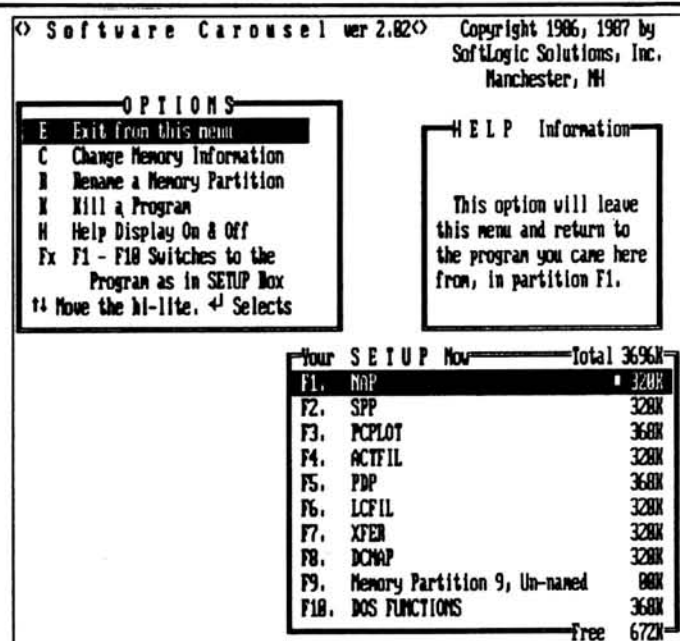 <> Software Carousel ver 2.02<>
Copyright 1986, 1987 by
SoftLogic Solutions, Inc.
Manchester, NH
OPTIONS
E Exit from this menu
C Change Memory Information
R Rename a Memory Partition
K Kill a Program
H Help Display On & Off
Fx F1 - F10 Switches to the
Program as in SETUP Box
↑↓ Move the hi-lite. ↵ Selects
HELP Information
This option will leave
this menu and return to
the program you came here
from, in partition F1.
Your SETUP Now Total 3696K
F1. NAP ▪ 320K
F2. SPP 320K
F3. PCPLOT 368K
F4. ACTFIL 320K
F5. PDP 368K
F6. LCFIL 320K
F7. XFER 320K
F8. DCNAP 320K
F9. Memory Partition 9, Un-named 00K
F10. DOS FUNCTIONS 368K
Free 672K